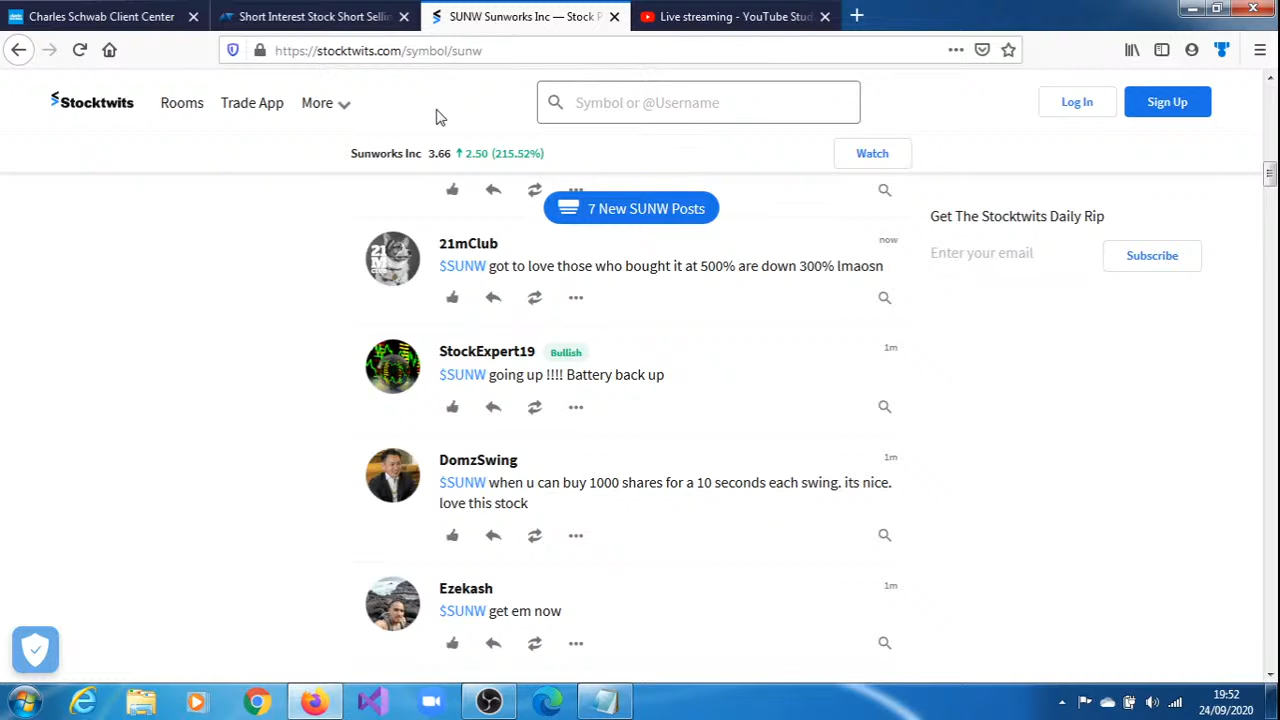 Charles Schwab Client Center
Short Interest Stock Short Sellin
SUNW Sunworks Inc — Stock P
Live streaming - YouTube Stud
https://stocktwits.com/symbol/sunw
Stocktwits
Rooms
Trade App
More
Symbol or @Username
Log In
Sign Up
Sunworks Inc 3.66 ↑ 2.50 (215.52%)
Watch
7 New SUNW Posts
Get The Stocktwits Daily Rip
Enter your email
Subscribe
21mClub
now
$SUNW got to love those who bought it at 500% are down 300% lmaosn
StockExpert19 Bullish
1m
$SUNW going up !!!! Battery back up
DomzSwing
1m
$SUNW when u can buy 1000 shares for a 10 seconds each swing. its nice.
love this stock
Ezekash
1m
$SUNW get em now
19:52
24/09/2020